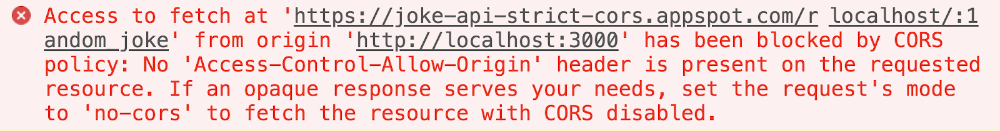 Access to fetch at 'https://joke-api-strict-cors.appspot.com/r localhost/:1
andom_joke' from origin 'http://localhost:3000' has been blocked by CORS
policy: No 'Access-Control-Allow-Origin' header is present on the requested
resource. If an opaque response serves your needs, set the request's mode
to 'no-cors' to fetch the resource with CORS disabled.